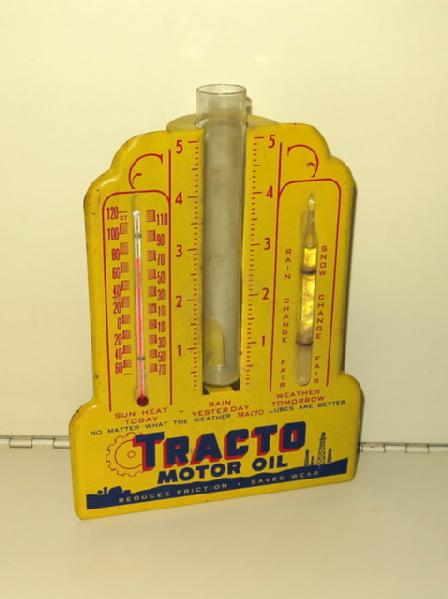 5 5
4 4
3 3
2 2
1 1
120 110
100 90
80 70
60 50
40 30
20 10
0 10
20 30
40 50
60 70
RAIN CHANGE FAIR
SNOW CHANGE FAIR
SUN HEAT TODAY
RAIN YESTERDAY
WEATHER TOMORROW
NO MATTER WHAT THE WEATHER TRACTO LUBES ARE BETTER
TRACTO
MOTOR OIL
REDUCES FRICTION • SAVES WEAR